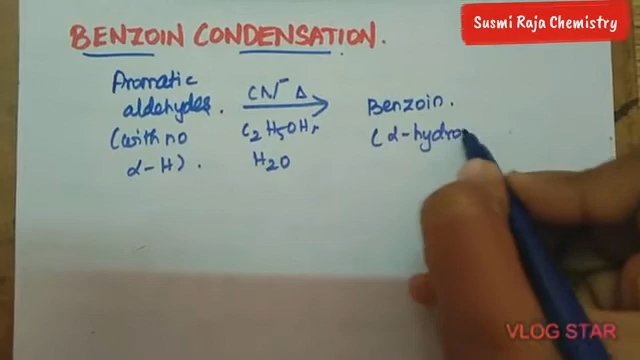 Susmi Raja Chemistry
BENZOIN CONDENSATION.
Aromatic
aldehydes
(with no
α-H).
CN⁻ Δ
C₂H₅OH,
H₂O
Benzoin.
(α-hydro
VLOG STAR